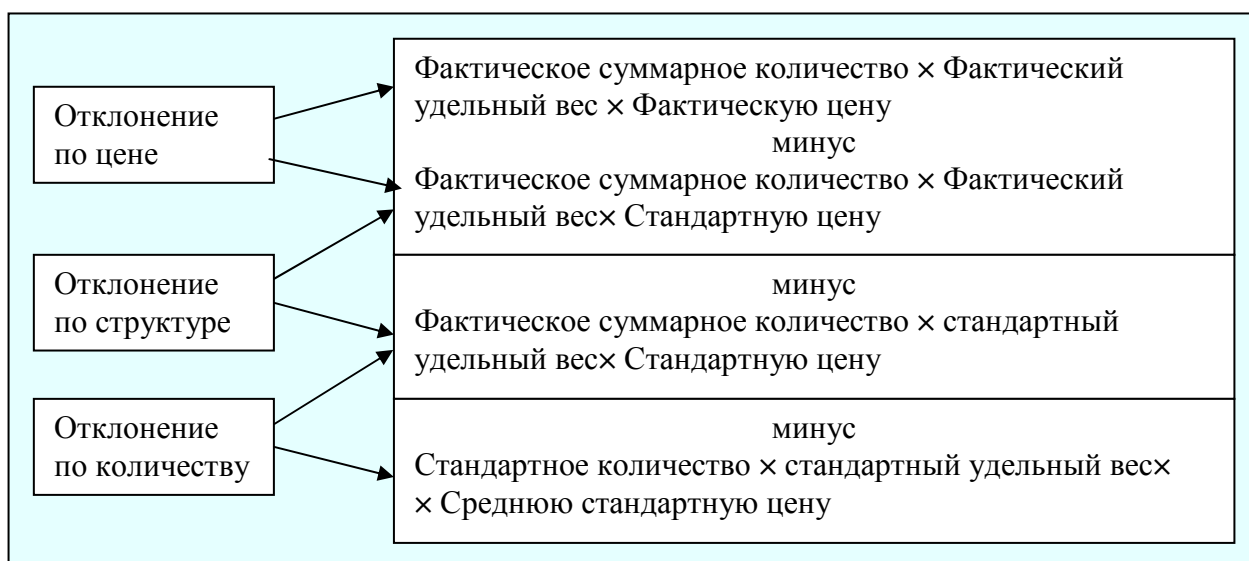 Отклонение
по цене
Фактическое суммарное количество × Фактический
удельный вес × Фактическую цену
минус
Фактическое суммарное количество × Фактический
удельный вес× Стандартную цену
Отклонение
по структуре
минус
Фактическое суммарное количество × стандартный
удельный вес× Стандартную цену
Отклонение
по количеству
минус
Стандартное количество × стандартный удельный вес×
× Среднюю стандартную цену